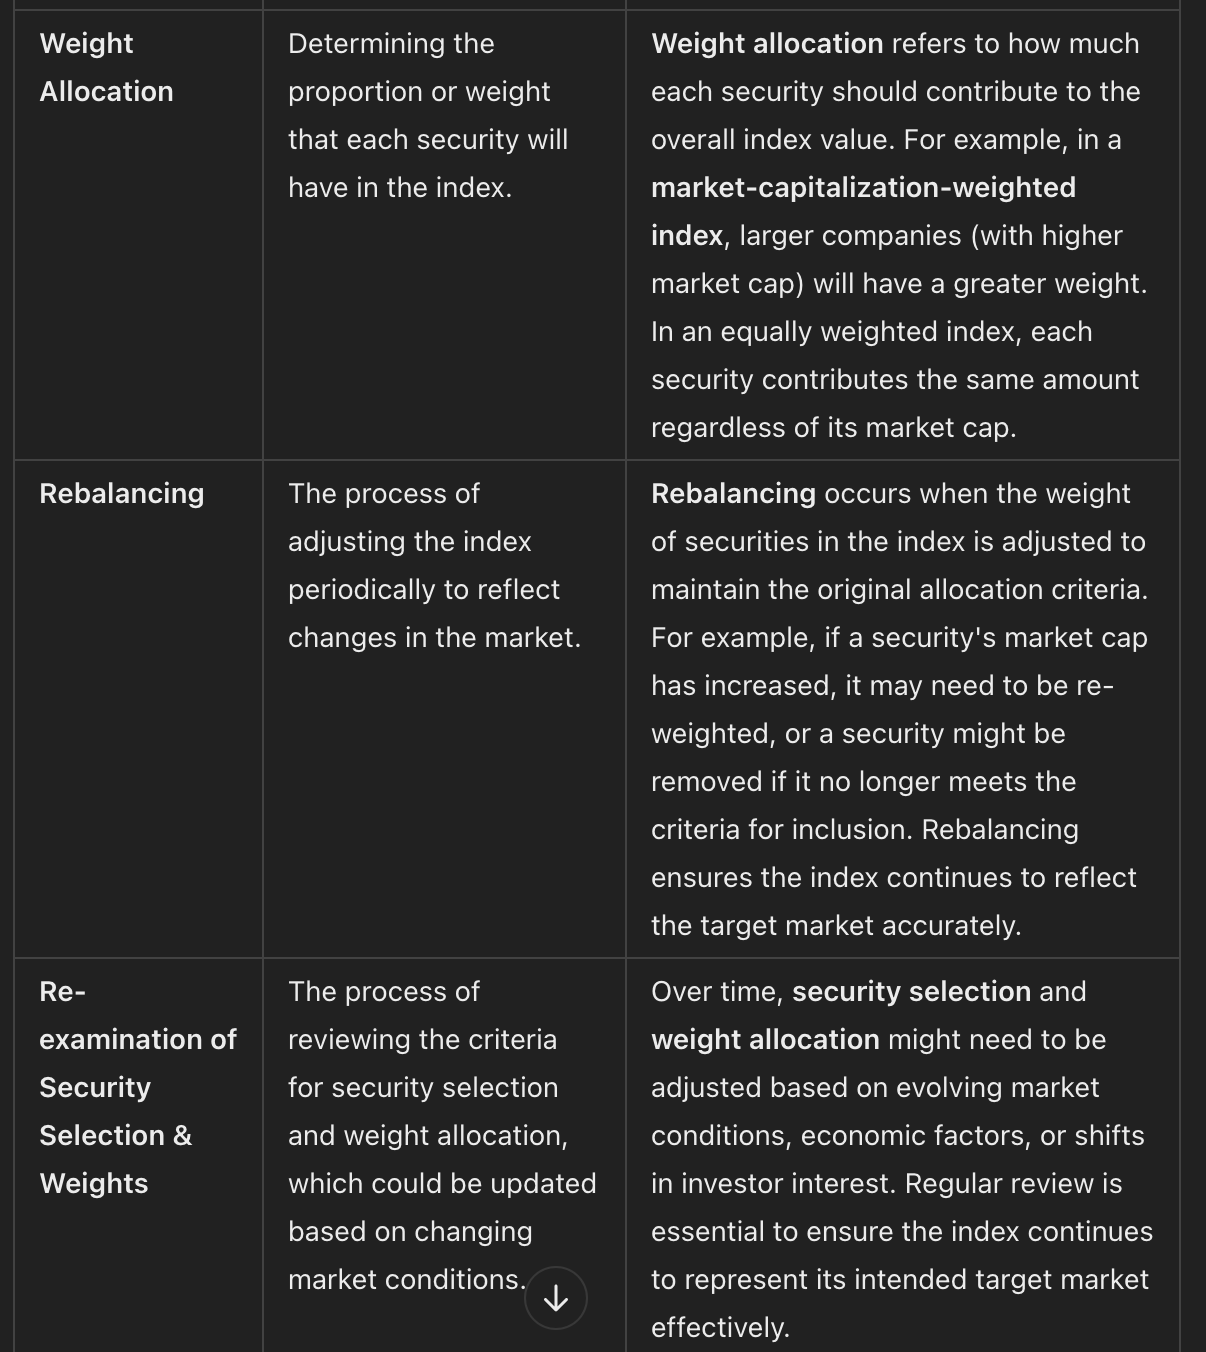 Weight
Allocation
Determining the
proportion or weight
that each security will
have in the index.
Weight allocation refers to how much
each security should contribute to the
overall index value. For example, in a
market-capitalization-weighted
index, larger companies (with higher
market cap) will have a greater weight.
In an equally weighted index, each
security contributes the same amount
regardless of its market cap.
Rebalancing
The process of
adjusting the index
periodically to reflect
changes in the market.
Rebalancing occurs when the weight
of securities in the index is adjusted to
maintain the original allocation criteria.
For example, if a security's market cap
has increased, it may need to be re-
weighted, or a security might be
removed if it no longer meets the
criteria for inclusion. Rebalancing
ensures the index continues to reflect
the target market accurately.
Re-
examination of
Security
Selection &
Weights
The process of
reviewing the criteria
for security selection
and weight allocation,
which could be updated
based on changing
market conditions.
Over time, security selection and
weight allocation might need to be
adjusted based on evolving market
conditions, economic factors, or shifts
in investor interest. Regular review is
essential to ensure the index continues
to represent its intended target market
effectively.